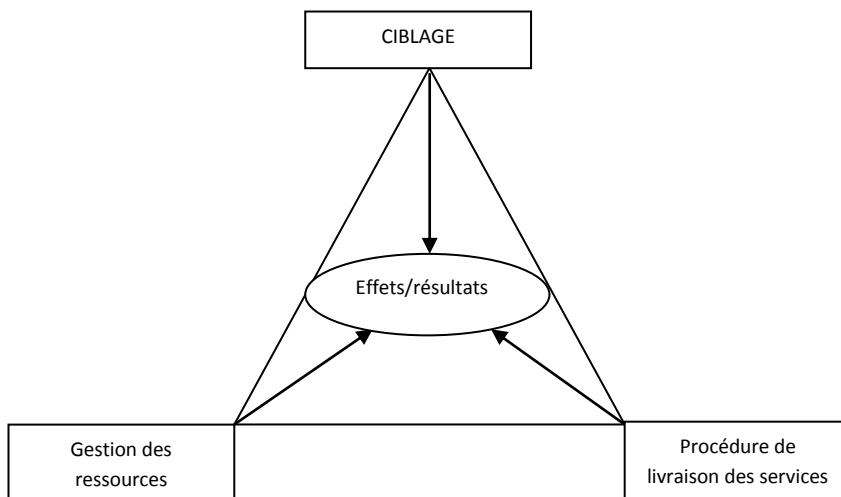 CIBLAGE
Effets/résultats
Gestion des
ressources
Procédure de
livraison des services